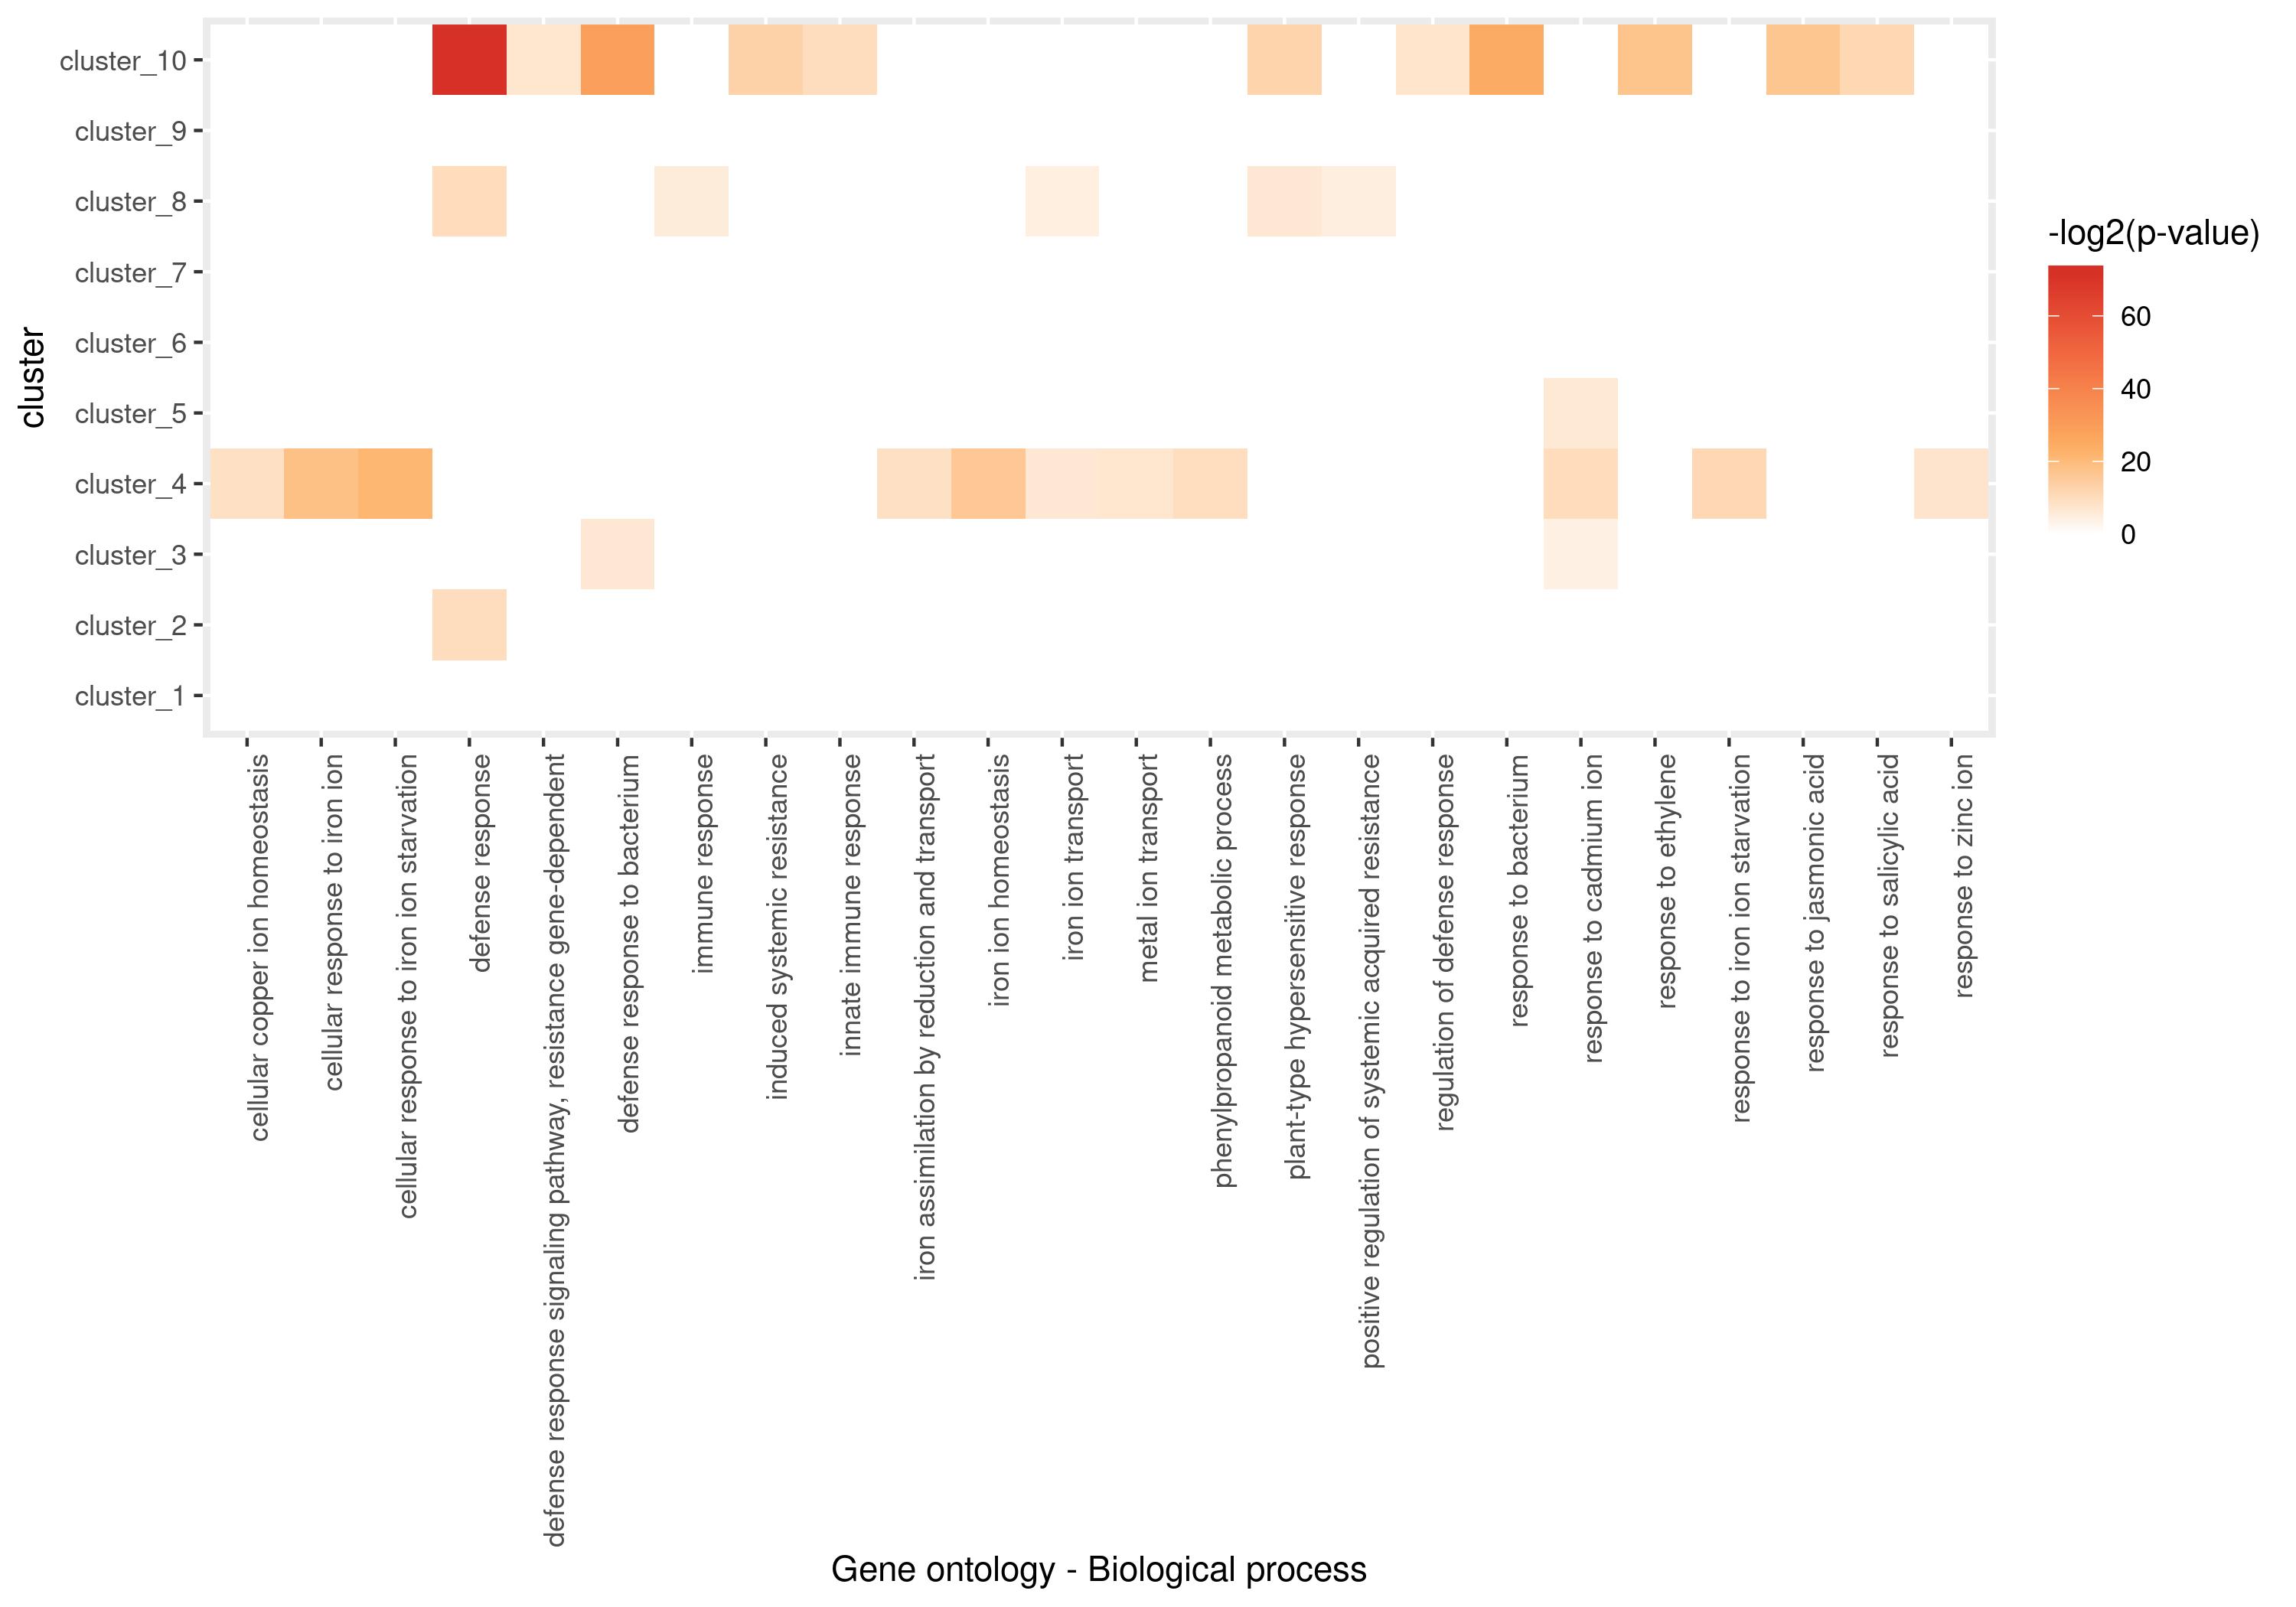 cluster_10
cluster_9
cluster_8
cluster_7
cluster_6
cluster_5
cluster_4
cluster_3
cluster_2
cluster_1
cluster
cellular copper ion homeostasis
cellular response to iron ion
cellular response to iron ion starvation
defense response
defense response signaling pathway, resistance gene-dependent
defense response to bacterium
immune response
induced systemic resistance
innate immune response
iron assimilation by reduction and transport
iron ion homeostasis
iron ion transport
metal ion transport
phenylpropanoid metabolic process
plant-type hypersensitive response
positive regulation of systemic acquired resistance
regulation of defense response
response to bacterium
response to cadmium ion
response to ethylene
response to iron ion starvation
response to jasmonic acid
response to salicylic acid
response to zinc ion
Gene ontology - Biological process
-log2(p-value)
60
40
20
0